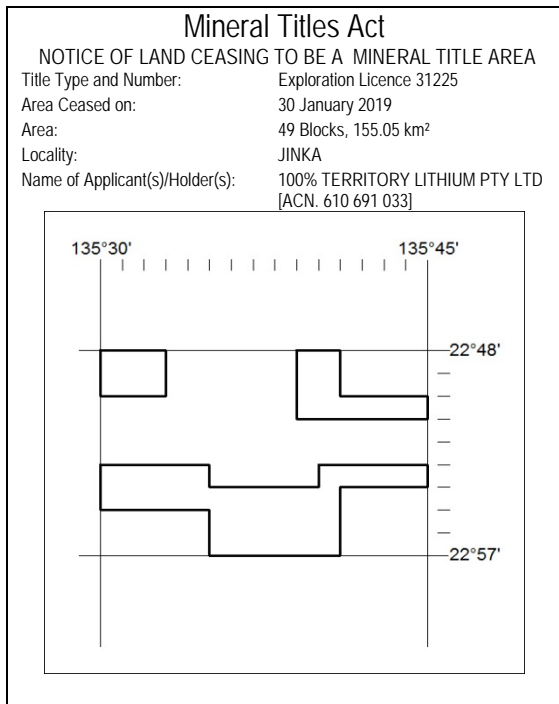 Mineral Titles Act
NOTICE OF LAND CEASING TO BE A MINERAL TITLE AREA
Title Type and Number: Exploration Licence 31225
Area Ceased on: 30 January 2019
Area: 49 Blocks, 155.05 km²
Locality: JINKA
Name of Applicant(s)/Holder(s): 100% TERRITORY LITHIUM PTY LTD
[ACN. 610 691 033]
135°30' 135°45'
22°48'
22°57'